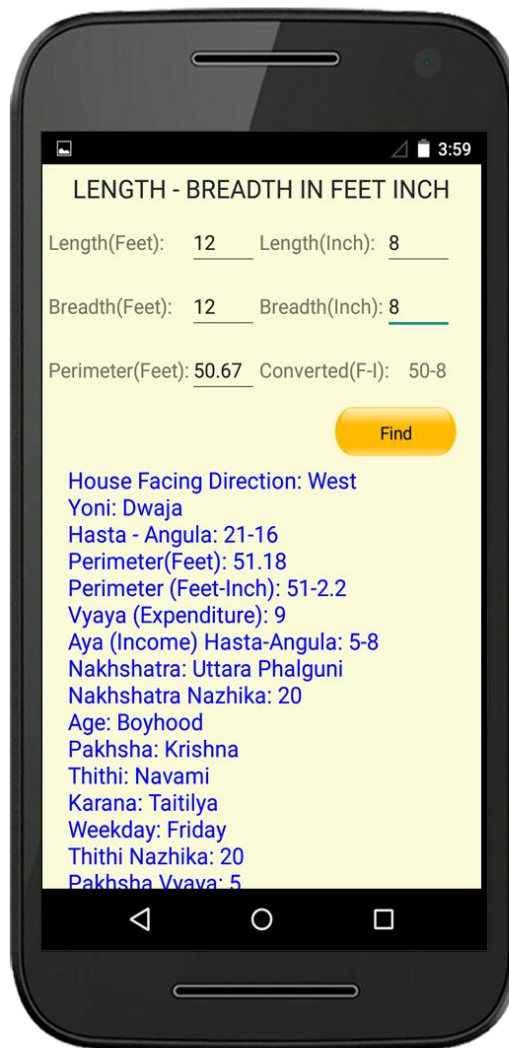 3:59
LENGTH - BREADTH IN FEET INCH
Length(Feet): 12 Length(Inch): 8
Breadth(Feet): 12 Breadth(Inch): 8
Perimeter(Feet): 50.67 Converted(F-I): 50-8
Find
House Facing Direction: West
Yoni: Dwaja
Hasta - Angula: 21-16
Perimeter(Feet): 51.18
Perimeter (Feet-Inch): 51-2.2
Vyaya (Expenditure): 9
Aya (Income) Hasta-Angula: 5-8
Nakhshatra: Uttara Phalguni
Nakhshatra Nazhika: 20
Age: Boyhood
Pakhsha: Krishna
Thithi: Navami
Karana: Taitilya
Weekday: Friday
Thithi Nazhika: 20
Pakhsha Vyaya: 5